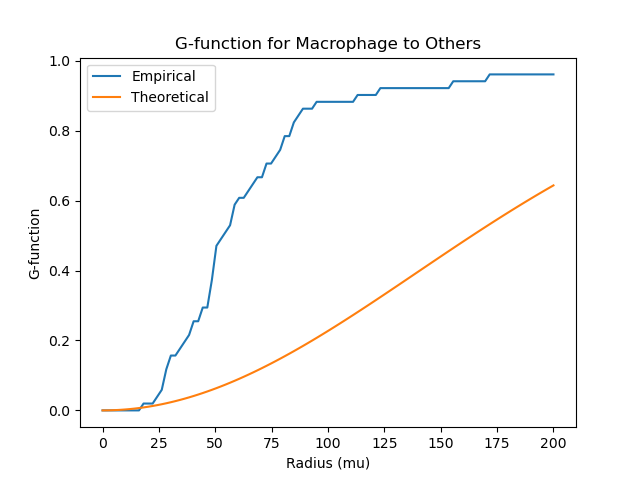 G-function for Macrophage to Others
Empirical
Theoretical
1.0
0.8
0.6
0.4
0.2
0.0
G-function
0 25 50 75 100 125 150 175 200
Radius (mu)